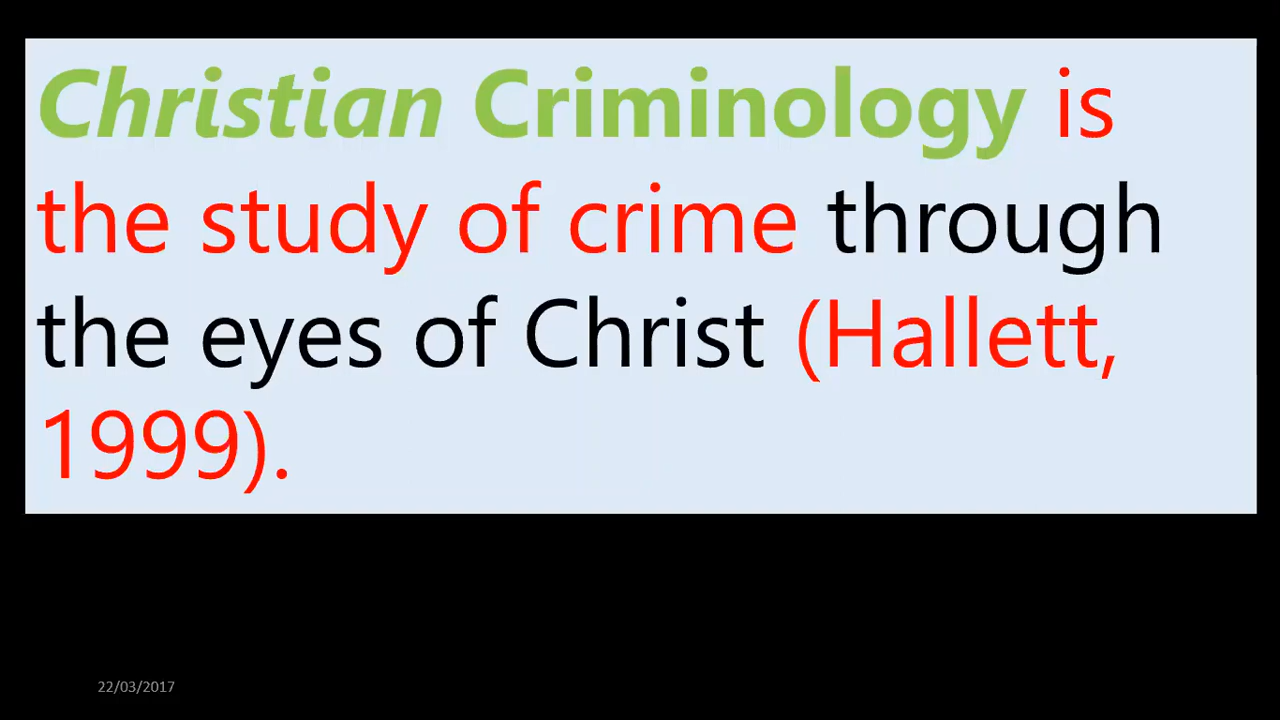 Christian Criminology is
the study of crime through
the eyes of Christ (Hallett,
1999).
22/03/2017